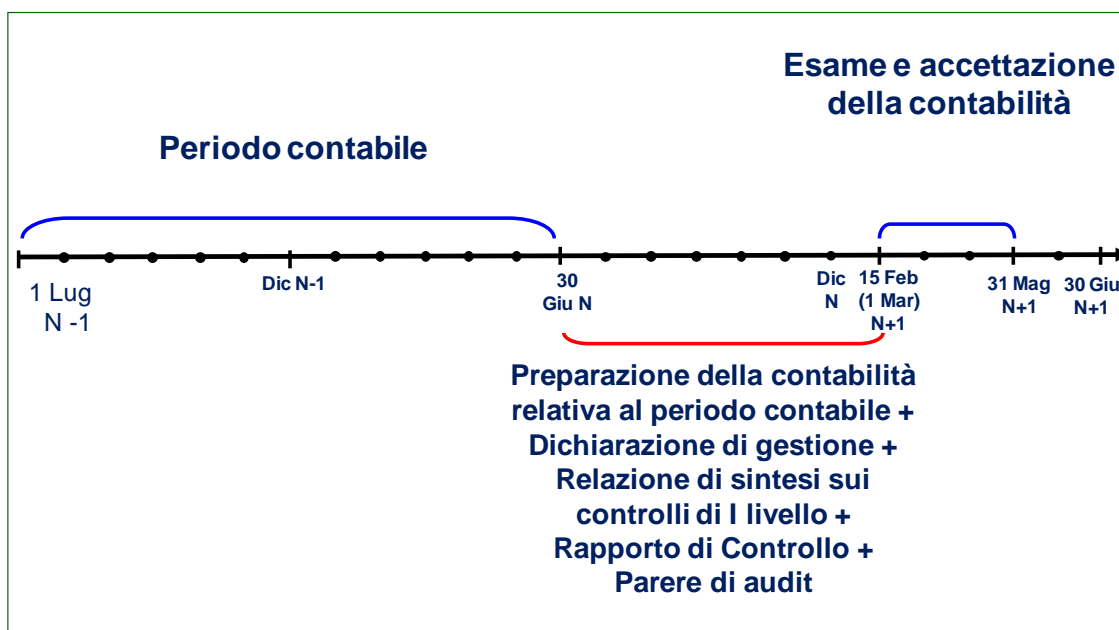 Esame e accettazione
della contabilità
Periodo contabile
1 Lug
N -1
Dic N-1
30
Giu N
Dic
N
15 Feb
(1 Mar)
N+1
31 Mag
N+1
30 Giu
N+1
Preparazione della contabilità
relativa al periodo contabile +
Dichiarazione di gestione +
Relazione di sintesi sui
controlli di I livello +
Rapporto di Controllo +
Parere di audit